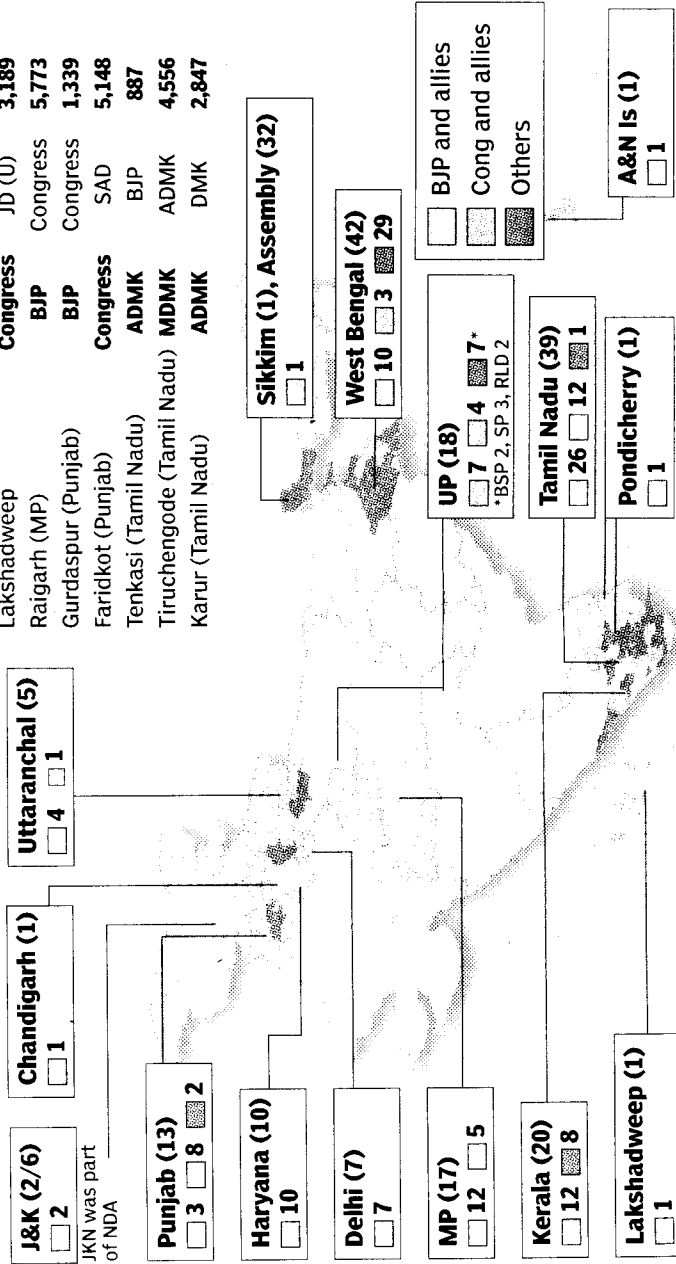 Lakshadweep Congress JD (U) 3,189
Raigarh (MP) BJP Congress 5,773
Gurdaspur (Punjab) BJP Congress 1,339
Faridkot (Punjab) Congress SAD 5,148
Tenkasi (Tamil Nadu) ADMK BJP 887
Tiruchengode (Tamil Nadu) MDMK ADMK 4,556
Karur (Tamil Nadu) ADMK DMK 2,847
J&K (2/6)
2
JKN was part
of NDA
Chandigarh (1)
1
Uttaranchal (5)
4 1
Punjab (13)
3 8 2
Haryana (10)
10
Delhi (7)
7
MP (17)
12 5
Kerala (20)
12 8
Lakshadweep (1)
1
Sikkim (1), Assembly (32)
1
West Bengal (42)
10 3 29
UP (18)
7 4 7*
*BSP 2, SP 3, RLD 2
Tamil Nadu (39)
26 12 1
Pondicherry (1)
1
BJP and allies
Cong and allies
Others
A&N Is (1)
1